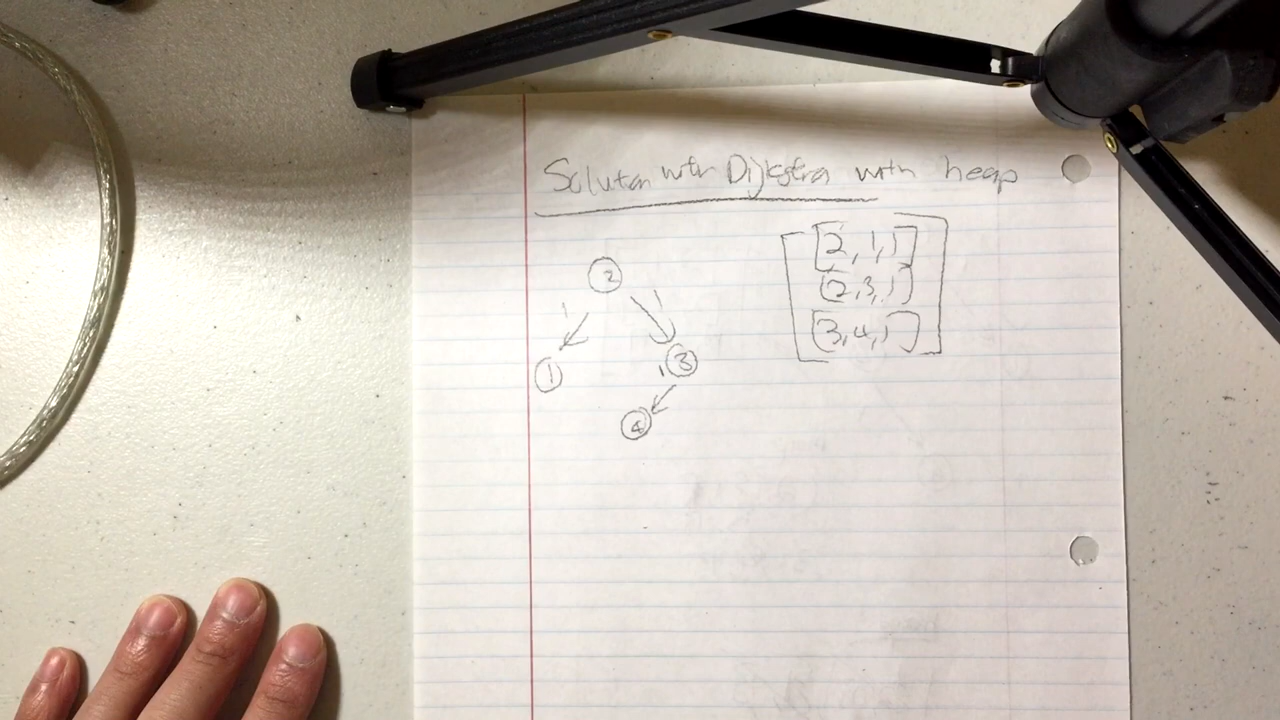 Solution with Dijkstra with heap
2
1 1
1 3
1
4
[[2, 1, 1]
[2, 3, 1]
[3, 4, 1]]